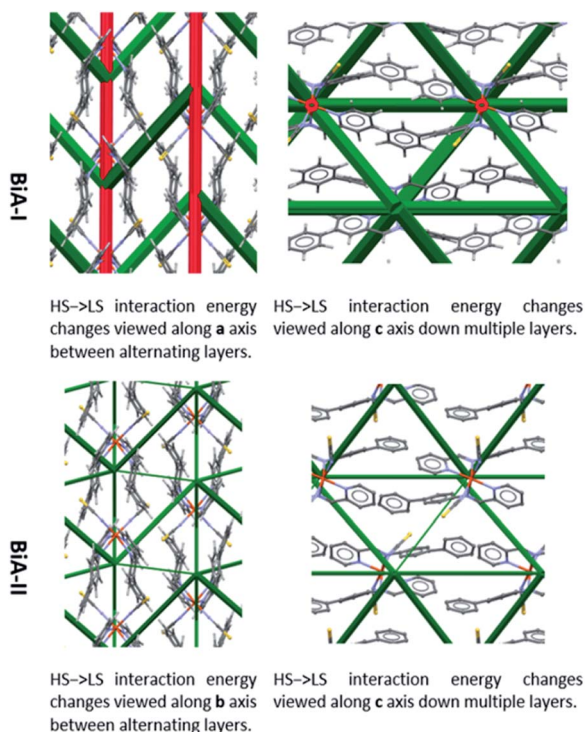 BiA-I
HS–>LS interaction energy
changes viewed along a axis
between alternating layers.
HS–>LS interaction energy changes
viewed along c axis down multiple layers.
BiA-II
HS–>LS interaction energy
changes viewed along b axis
between alternating layers.
HS–>LS interaction energy changes
viewed along c axis down multiple layers.